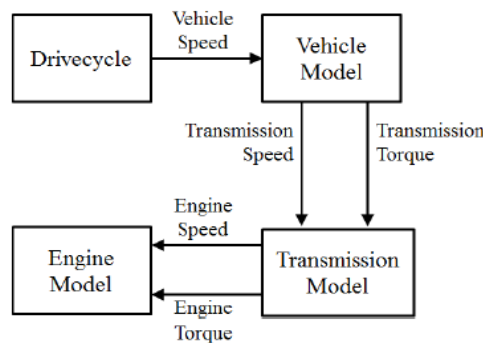 Drivecycle
Vehicle
Speed
Vehicle
Model
Transmission
Speed
Transmission
Torque
Engine
Model
Engine
Speed
Engine
Torque
Transmission
Model